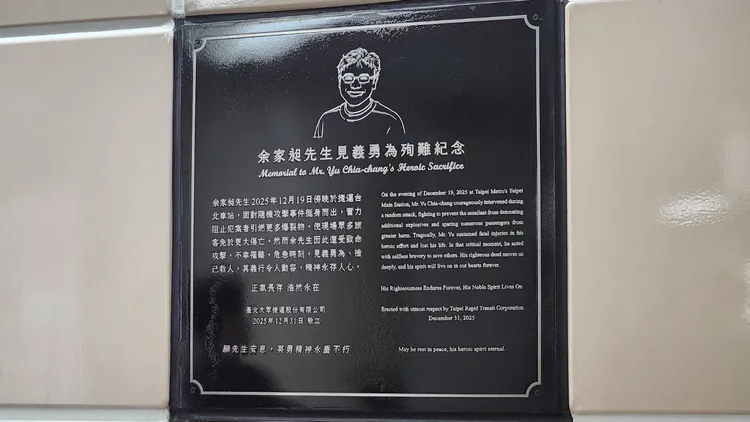 余家昶先生見義勇為殉難紀念
Memorial to Mr. Yu Chia-chang's Heroic Sacrifice
余家昶先生2025年12月19日傍晚於捷運台
北車站,面對隨機攻擊事件挺身而出,奮力
阻止犯案者引燃更多爆裂物,使現場眾多旅
客免於更大傷亡。然而余先生因此遭受致命
攻擊,不幸罹難。危急時刻,見義勇為、捨
己救人,其義行令人動容,精神永存人心。
正氣長存 浩然永在
臺北大眾捷運股份有限公司
2025年12月31日 敬立
願先生安息,英勇精神永垂不朽
On the evening of December 19, 2025 at Taipei Metro's Taipei
Main Station, Mr. Yu Chia-chang courageously intervened during
a random attack, fighting to prevent the assailant from detonating
additional explosives and sparing numerous passengers from
greater harm. Tragically, Mr. Yu sustained fatal injuries in this
heroic effort and lost his life. In that critical moment, he acted
with selfless bravery to save others. His righteous deed moves us
deeply, and his spirit will live on in our hearts forever.
His Righteousness Endures Forever, His Noble Spirit Lives On
Erected with utmost respect by Taipei Rapid Transit Corporation
December 31, 2025
May he rest in peace, his heroic spirit eternal.